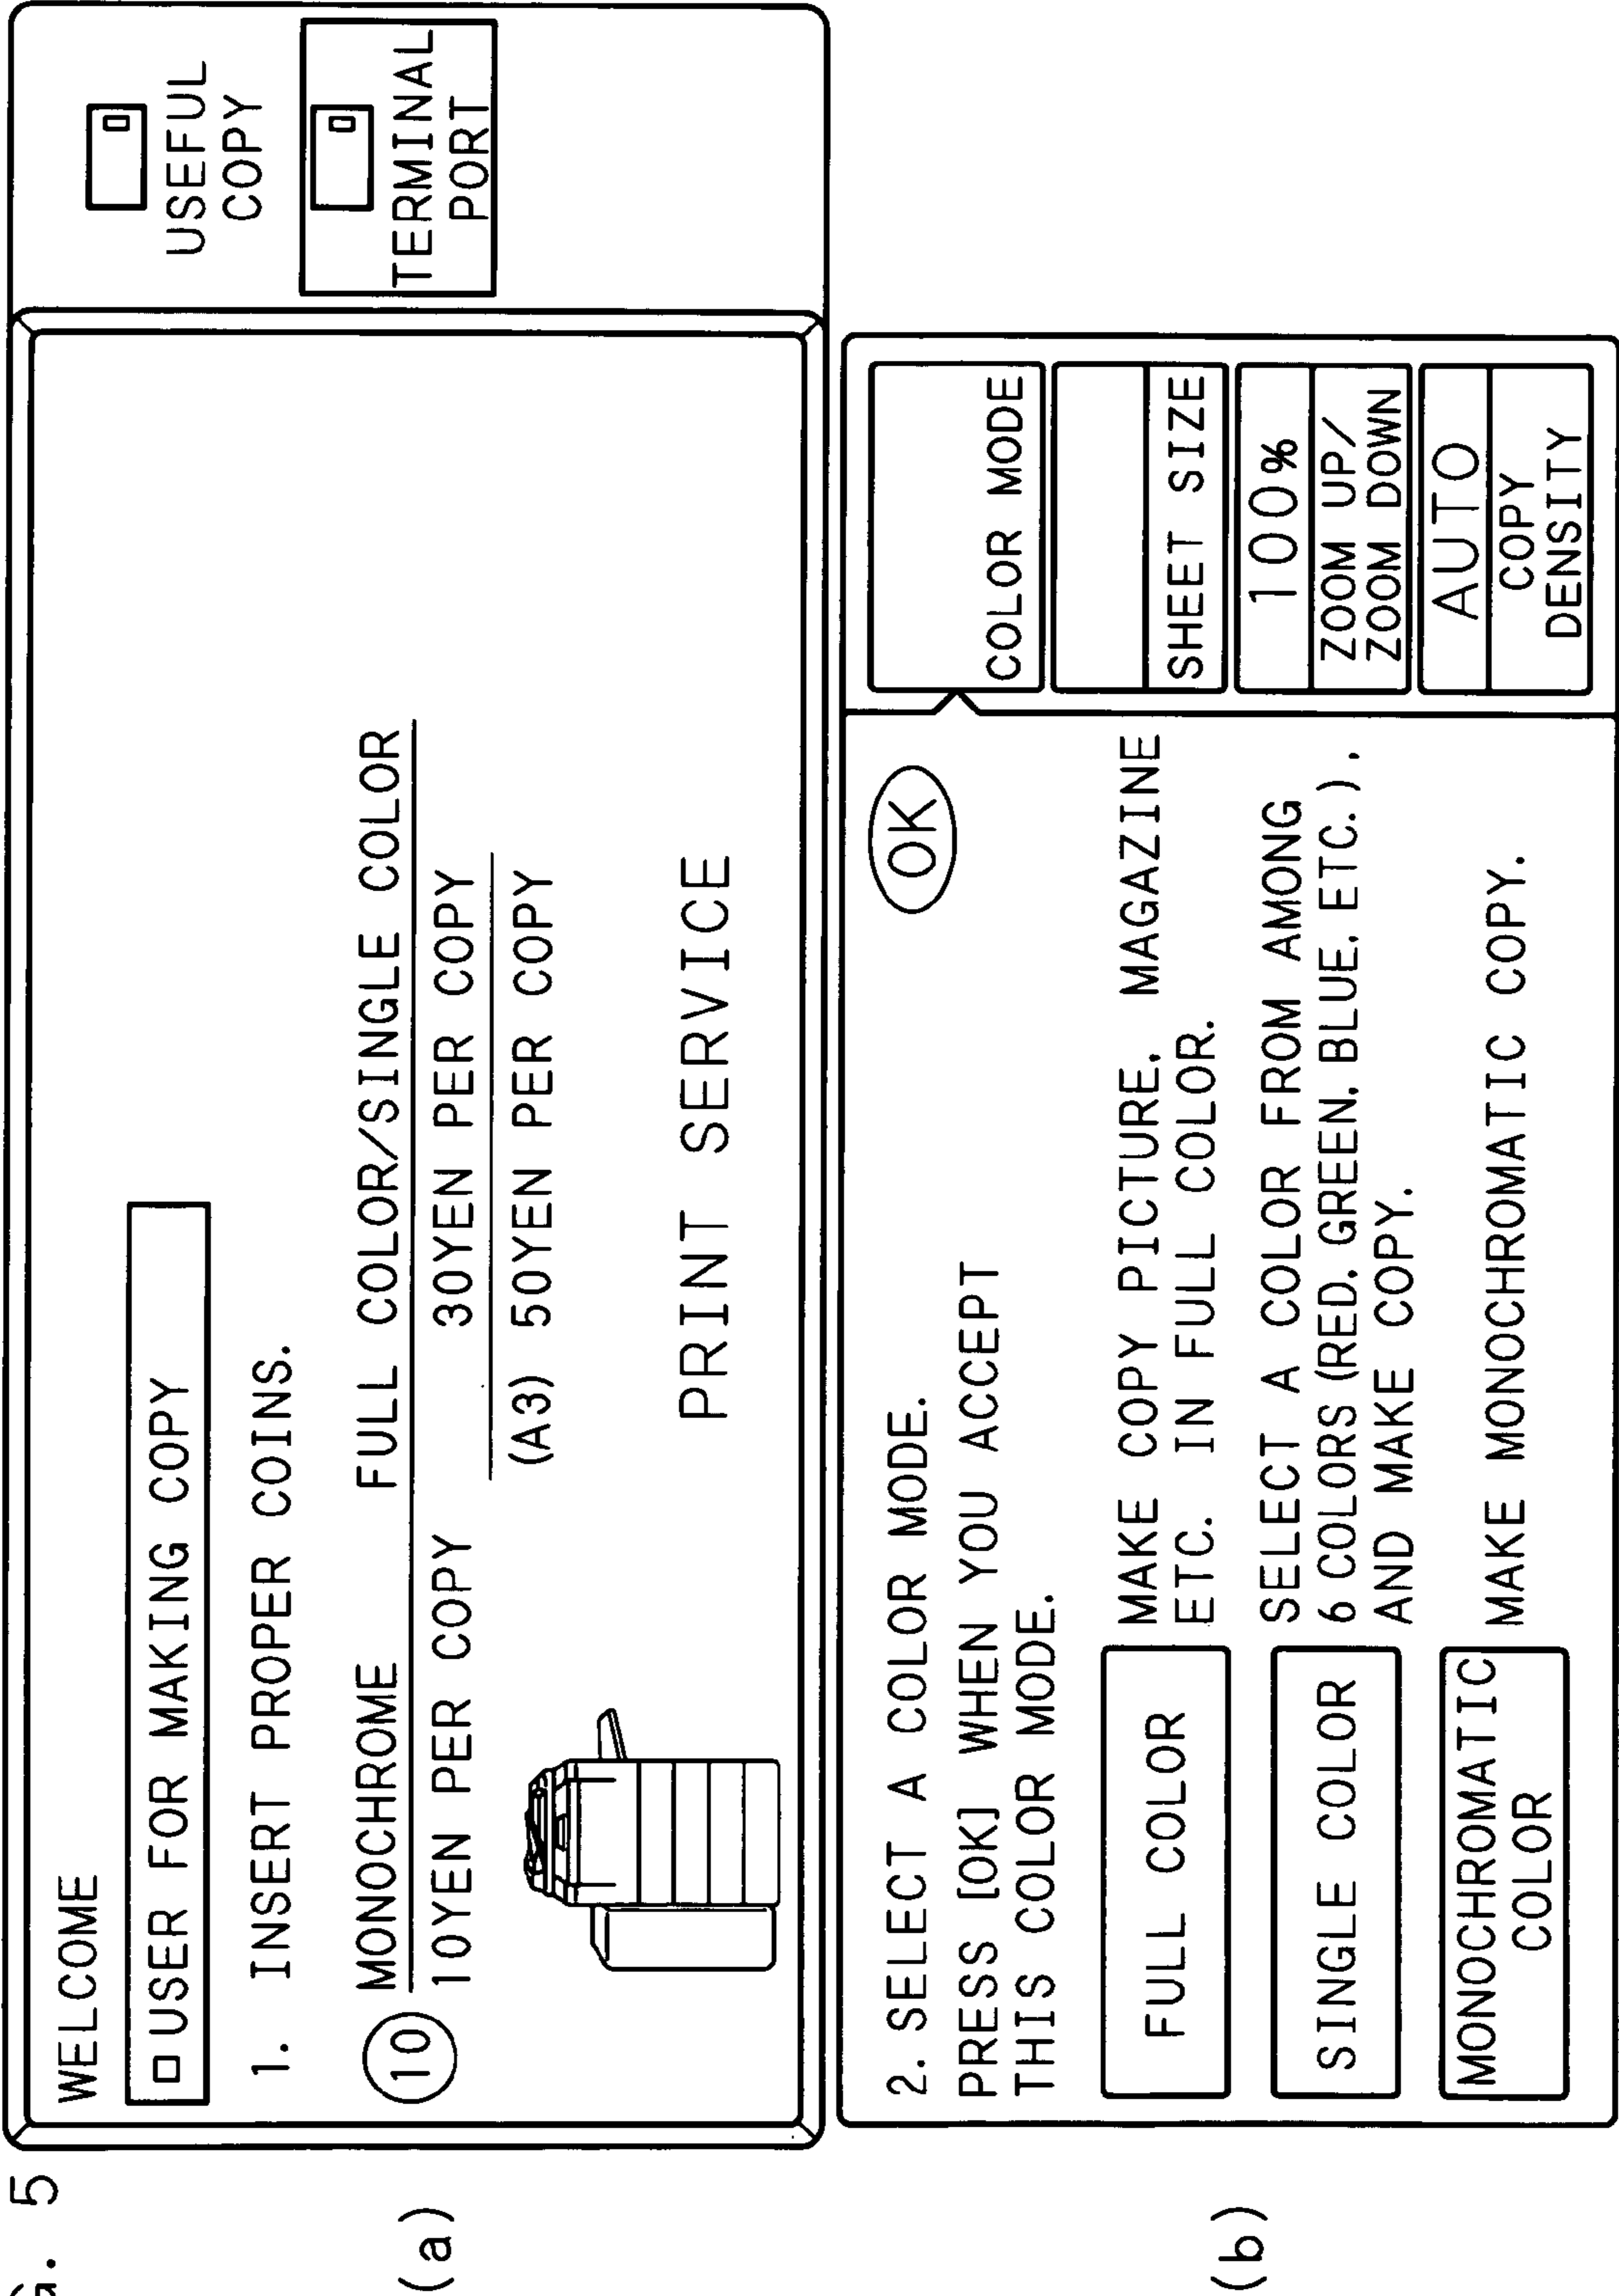 G. 5
(a)
WELCOME
USER FOR MAKING COPY
1. INSERT PROPER COINS.
10
MONOCHROME FULL COLOR/SINGLE COLOR
10YEN PER COPY 30YEN PER COPY
(A3) 50YEN PER COPY
PRINT SERVICE
USEFUL
COPY
TERMINAL
PORT
(b)
2. SELECT A COLOR MODE.
OK
PRESS [OK] WHEN YOU ACCEPT
THIS COLOR MODE.
FULL COLOR
MAKE COPY PICTURE, MAGAZINE
ETC. IN FULL COLOR.
SINGLE COLOR
SELECT A COLOR FROM AMONG
6 COLORS (RED, GREEN, BLUE, ETC.),
AND MAKE COPY.
MONOCHROMATIC
COLOR
MAKE MONOCHROMATIC COPY.
COLOR MODE
SHEET SIZE
100%
ZOOM UP/
ZOOM DOWN
AUTO
COPY
DENSITY